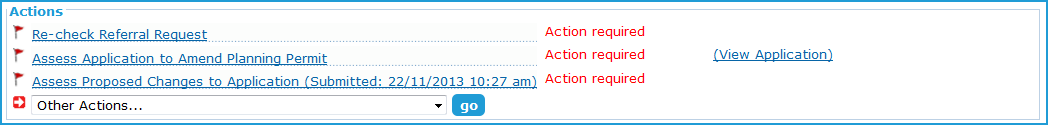 Actions
Re-check Referral Request Action required
Assess Application to Amend Planning Permit Action required (View Application)
Assess Proposed Changes to Application (Submitted: 22/11/2013 10:27 am) Action required
Other Actions... go